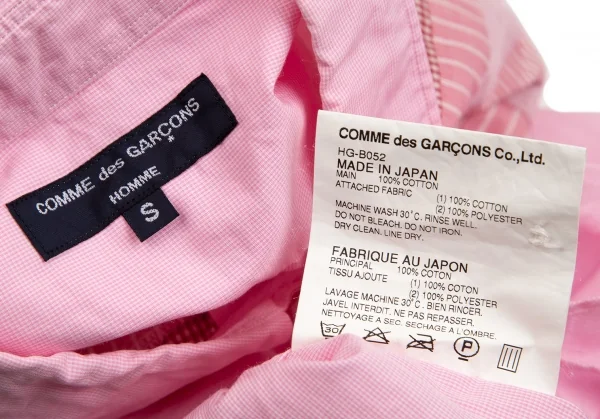 COMME des GARÇONS
HOMME
S
COMME des GARÇONS Co., Ltd.
HG-B052
MADE IN JAPAN
MAIN 100% COTTON
ATTACHED FABRIC
(1) 100% COTTON
(2) 100% POLYESTER
MACHINE WASH 30°C. RINSE WELL.
DO NOT BLEACH. DO NOT IRON.
DRY CLEAN. LINE DRY.
FABRIQUE AU JAPON
PRINCIPAL 100% COTON
TISSU AJOUTE (1) 100% COTON
(2) 100% POLYESTER
LAVAGE MACHINE 30°C. BIEN RINCER.
JAVEL INTERDIT. NE PAS REPASSER.
NETTOYAGE A SEC. SECHAGE A L'OMBRE.
30 P